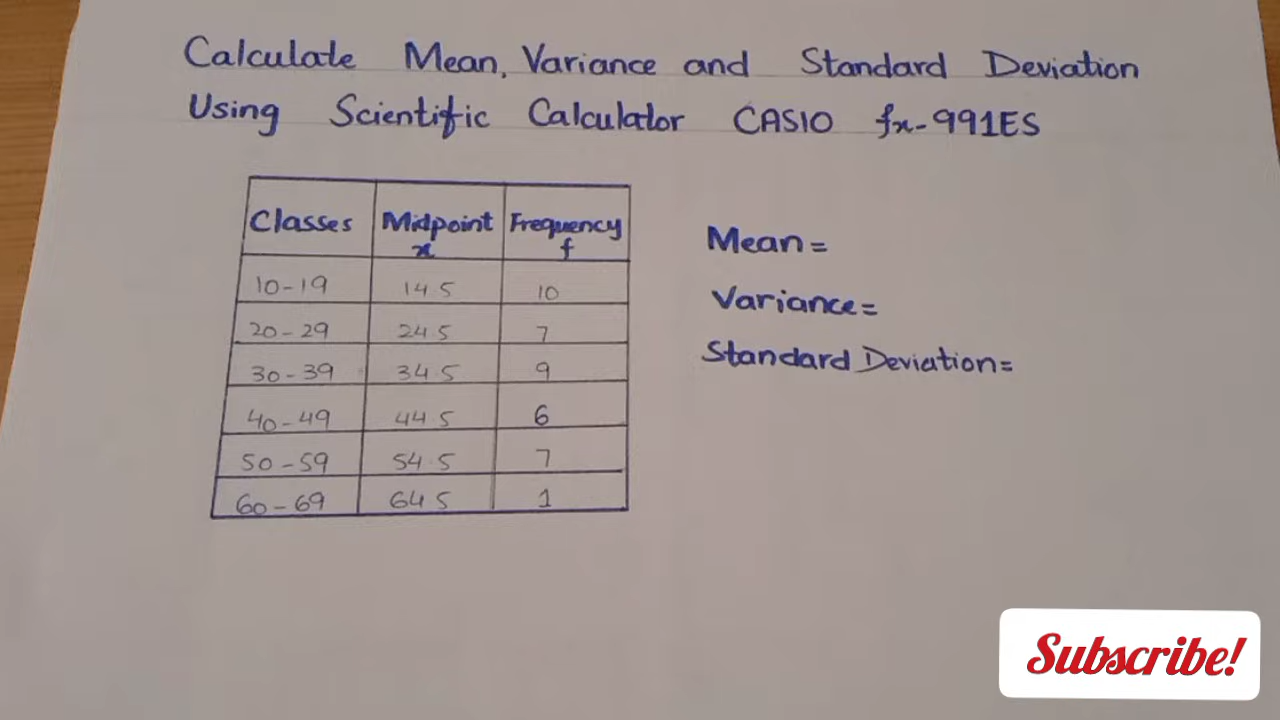 Calculate Mean, Variance and Standard Deviation
Using Scientific Calculator CASIO fx-991ES
Classes Midpoint x Frequency f
10-19 14.5 10
20-29 24.5 7
30-39 34.5 9
40-49 44.5 6
50-59 54.5 7
60-69 64.5 1
Mean=
Variance=
Standard Deviation=
Subscribe!